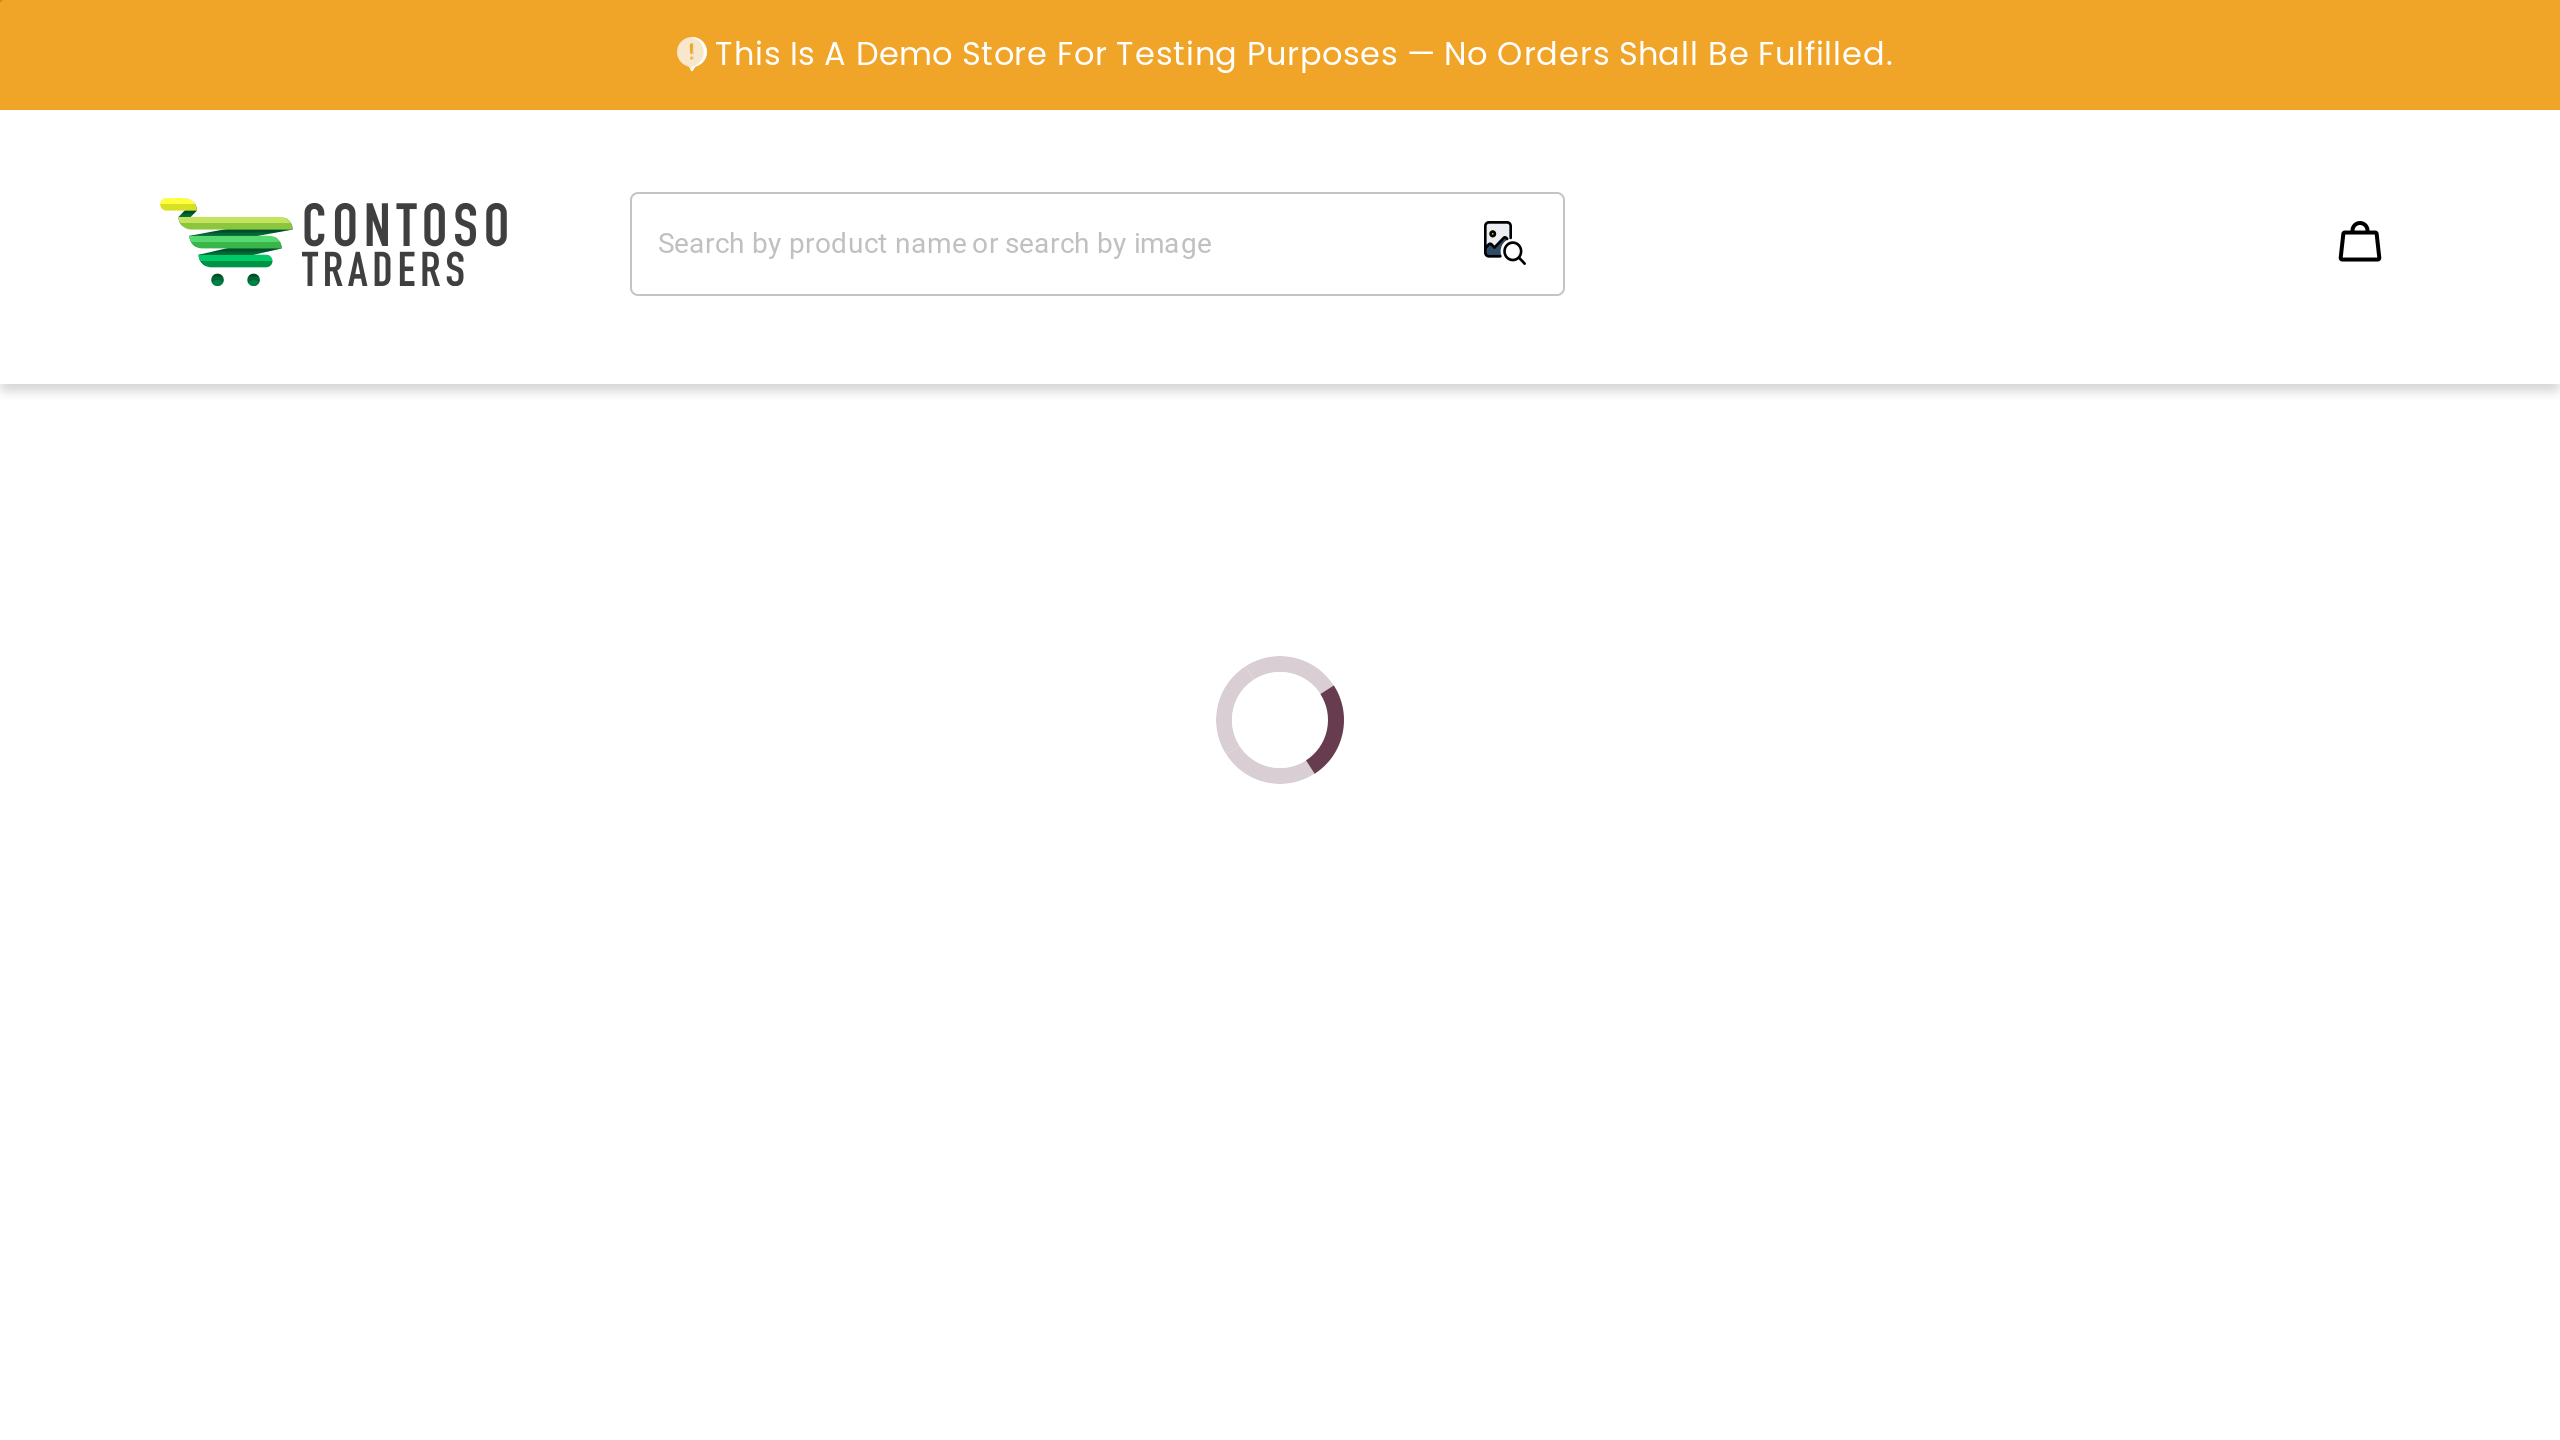 This Is A Demo Store For Testing Purposes — No Orders Shall Be Fulfilled.
CONTOSO
TRADERS
Search by product name or search by image